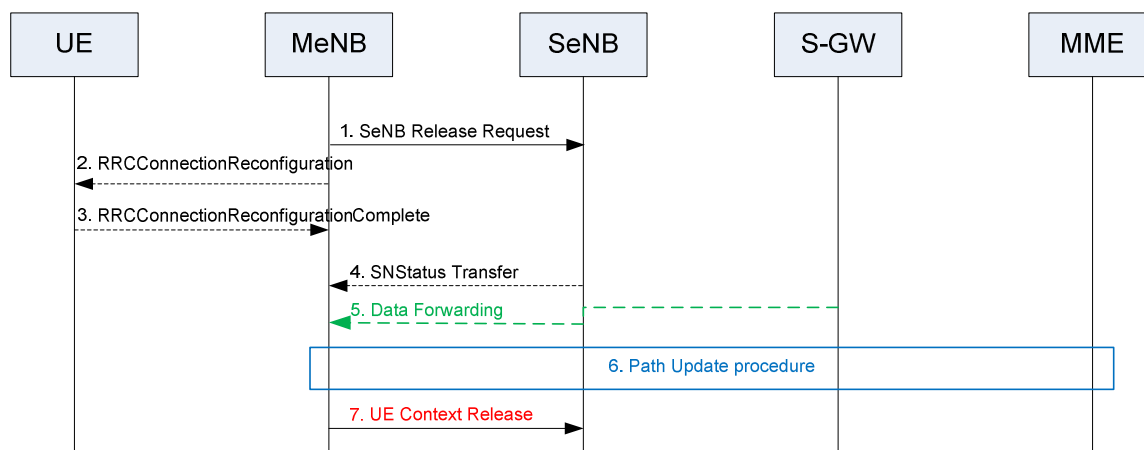 UE
MeNB
SeNB
S-GW
MME
1. SeNB Release Request
2. RRCConnectionReconfiguration
3. RRCConnectionReconfigurationComplete
4. SNStatus Transfer
5. Data Forwarding
6. Path Update procedure
7. UE Context Release